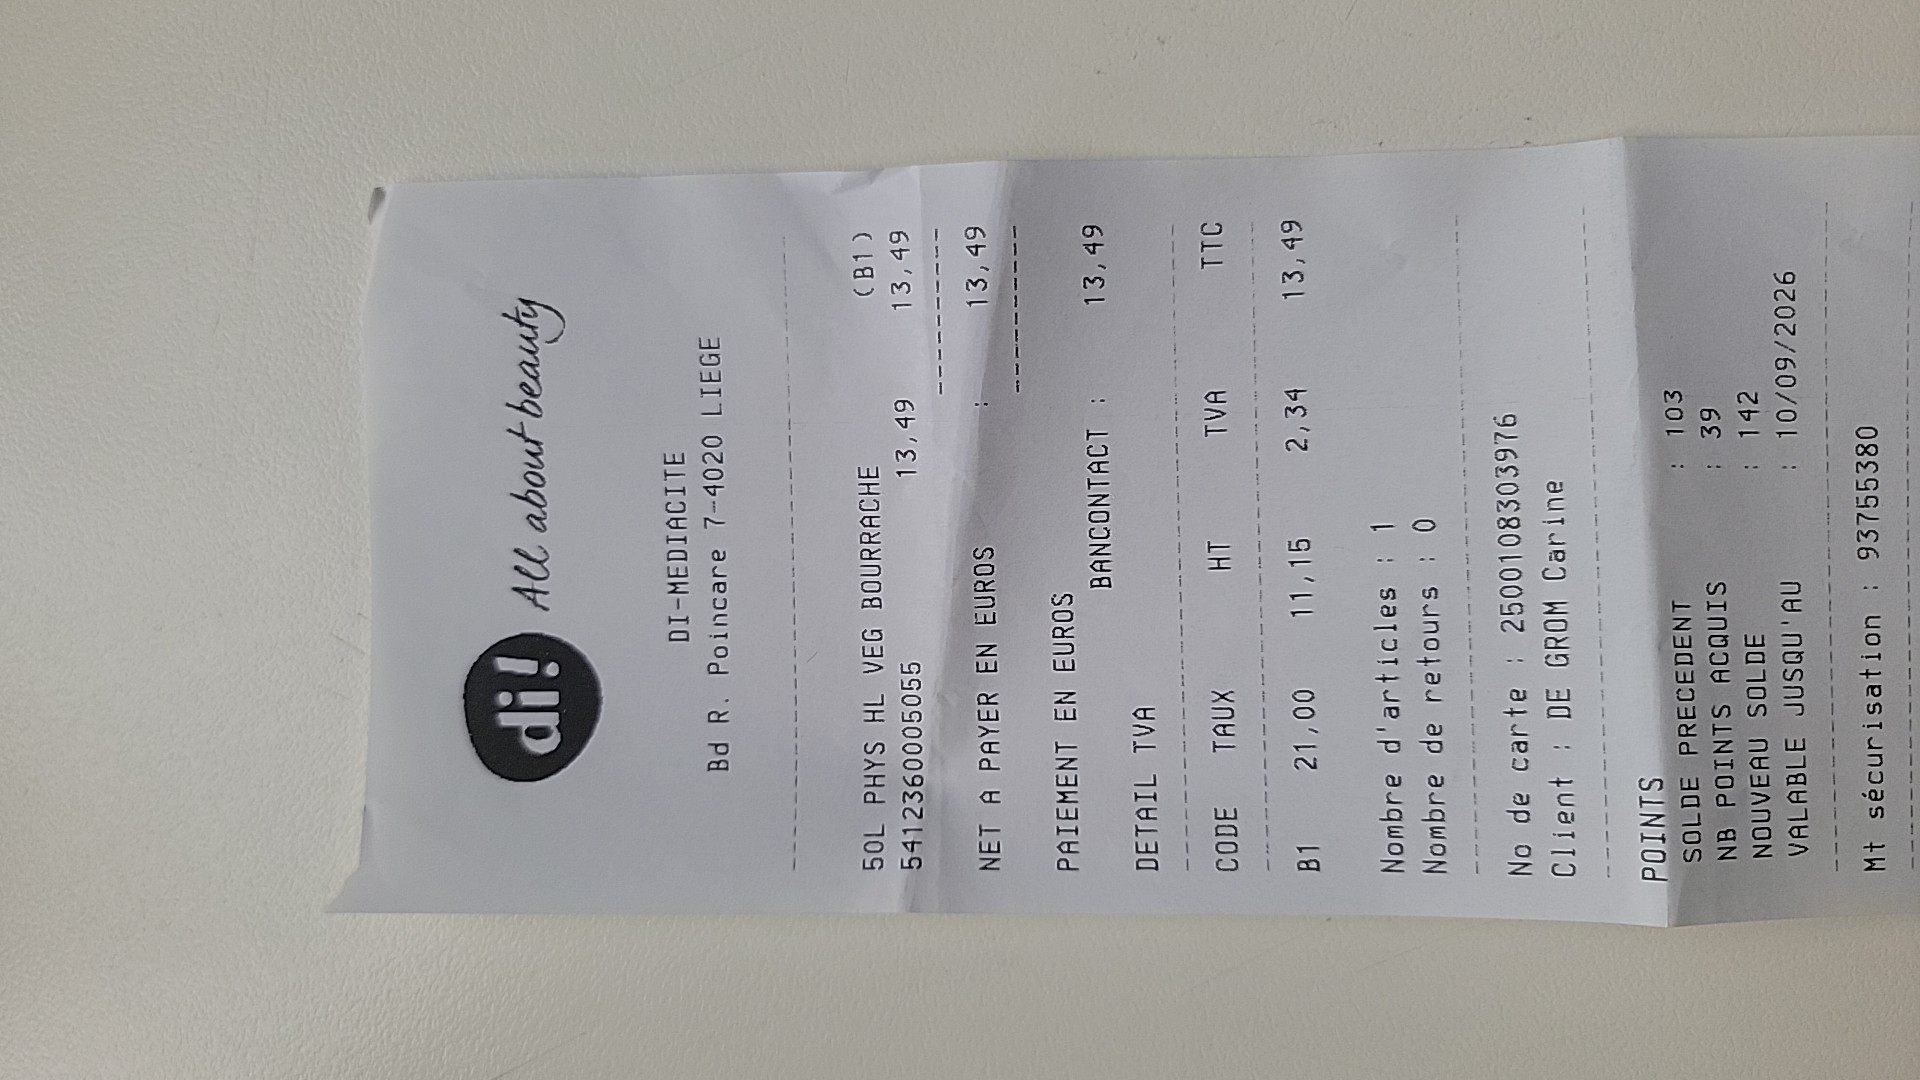 di! All about beauty
DI-MEDIACITE
Bd R. Poincare 7-4020 LIEGE
50L PHYS HL VEG BOURRACHE (B1)
5412360005055 13,49 13,49
NET A PAYER EN EUROS : 13,49
PAIEMENT EN EUROS
BANCONTACT : 13,49
DETAIL TVA
CODE TAUX HT TVA TTC
B1 21,00 11,15 2,34 13,49
Nombre d'articles : 1
Nombre de retours : 0
No de carte : 2500108303976
Client : DE GROM Carine
POINTS
SOLDE PRECEDENT : 103
NB POINTS ACQUIS : 39
NOUVEAU SOLDE : 142
VALABLE JUSQU'AU : 10/09/2026
Mt sécurisation : 93755380